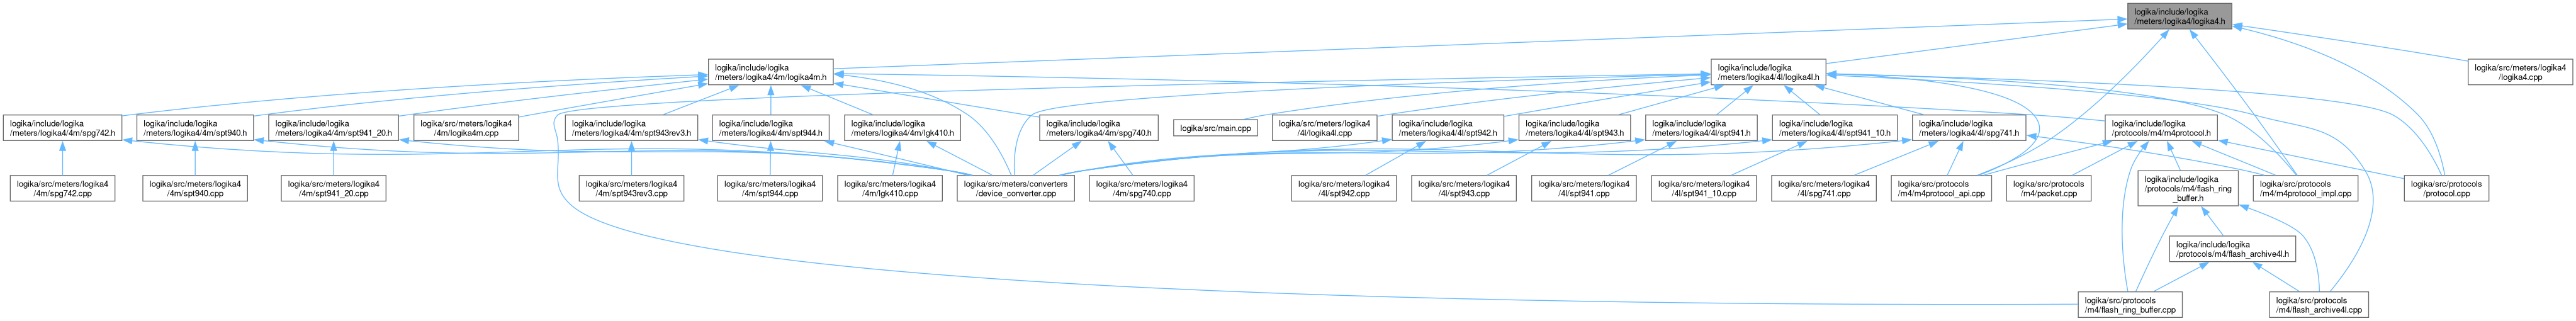 logika/include/logika
/meters/logika4/logika4.h
logika/include/logika
/meters/logika4/4m/logika4m.h
logika/include/logika
/meters/logika4/4l/logika4l.h
logika/src/meters/logika4
/logika4.cpp
logika/include/logika
/meters/logika4/4m/spg742.h
logika/include/logika
/meters/logika4/4m/spt940.h
logika/include/logika
/meters/logika4/4m/spt941_20.h
logika/src/meters/logika4
/4m/logika4m.cpp
logika/include/logika
/meters/logika4/4m/spt943rev3.h
logika/include/logika
/meters/logika4/4m/spt944.h
logika/include/logika
/meters/logika4/4m/lgk410.h
logika/include/logika
/meters/logika4/4m/spg740.h
logika/src/main.cpp
logika/src/meters/logika4
/4l/logika4l.cpp
logika/include/logika
/meters/logika4/4l/spt942.h
logika/include/logika
/meters/logika4/4l/spt943.h
logika/include/logika
/meters/logika4/4l/spt941.h
logika/include/logika
/meters/logika4/4l/spt941_10.h
logika/include/logika
/meters/logika4/4l/spg741.h
logika/include/logika
/protocols/m4/m4protocol.h
logika/src/meters/logika4
/4m/spg742.cpp
logika/src/meters/logika4
/4m/spt940.cpp
logika/src/meters/logika4
/4m/spt941_20.cpp
logika/src/meters/logika4
/4m/spt943rev3.cpp
logika/src/meters/logika4
/4m/spt944.cpp
logika/src/meters/logika4
/4m/lgk410.cpp
logika/src/meters/converters
/device_converter.cpp
logika/src/meters/logika4
/4m/spg740.cpp
logika/src/meters/logika4
/4l/spt942.cpp
logika/src/meters/logika4
/4l/spt943.cpp
logika/src/meters/logika4
/4l/spt941.cpp
logika/src/meters/logika4
/4l/spt941_10.cpp
logika/src/meters/logika4
/4l/spg741.cpp
logika/src/protocols
/m4/m4protocol_api.cpp
logika/src/protocols
/m4/packet.cpp
logika/include/logika
/protocols/m4/flash_ring
_buffer.h
logika/src/protocols
/m4/m4protocol_impl.cpp
logika/src/protocols
/protocol.cpp
logika/include/logika
/protocols/m4/flash_archive4l.h
logika/src/protocols
/m4/flash_ring_buffer.cpp
logika/src/protocols
/m4/flash_archive4l.cpp